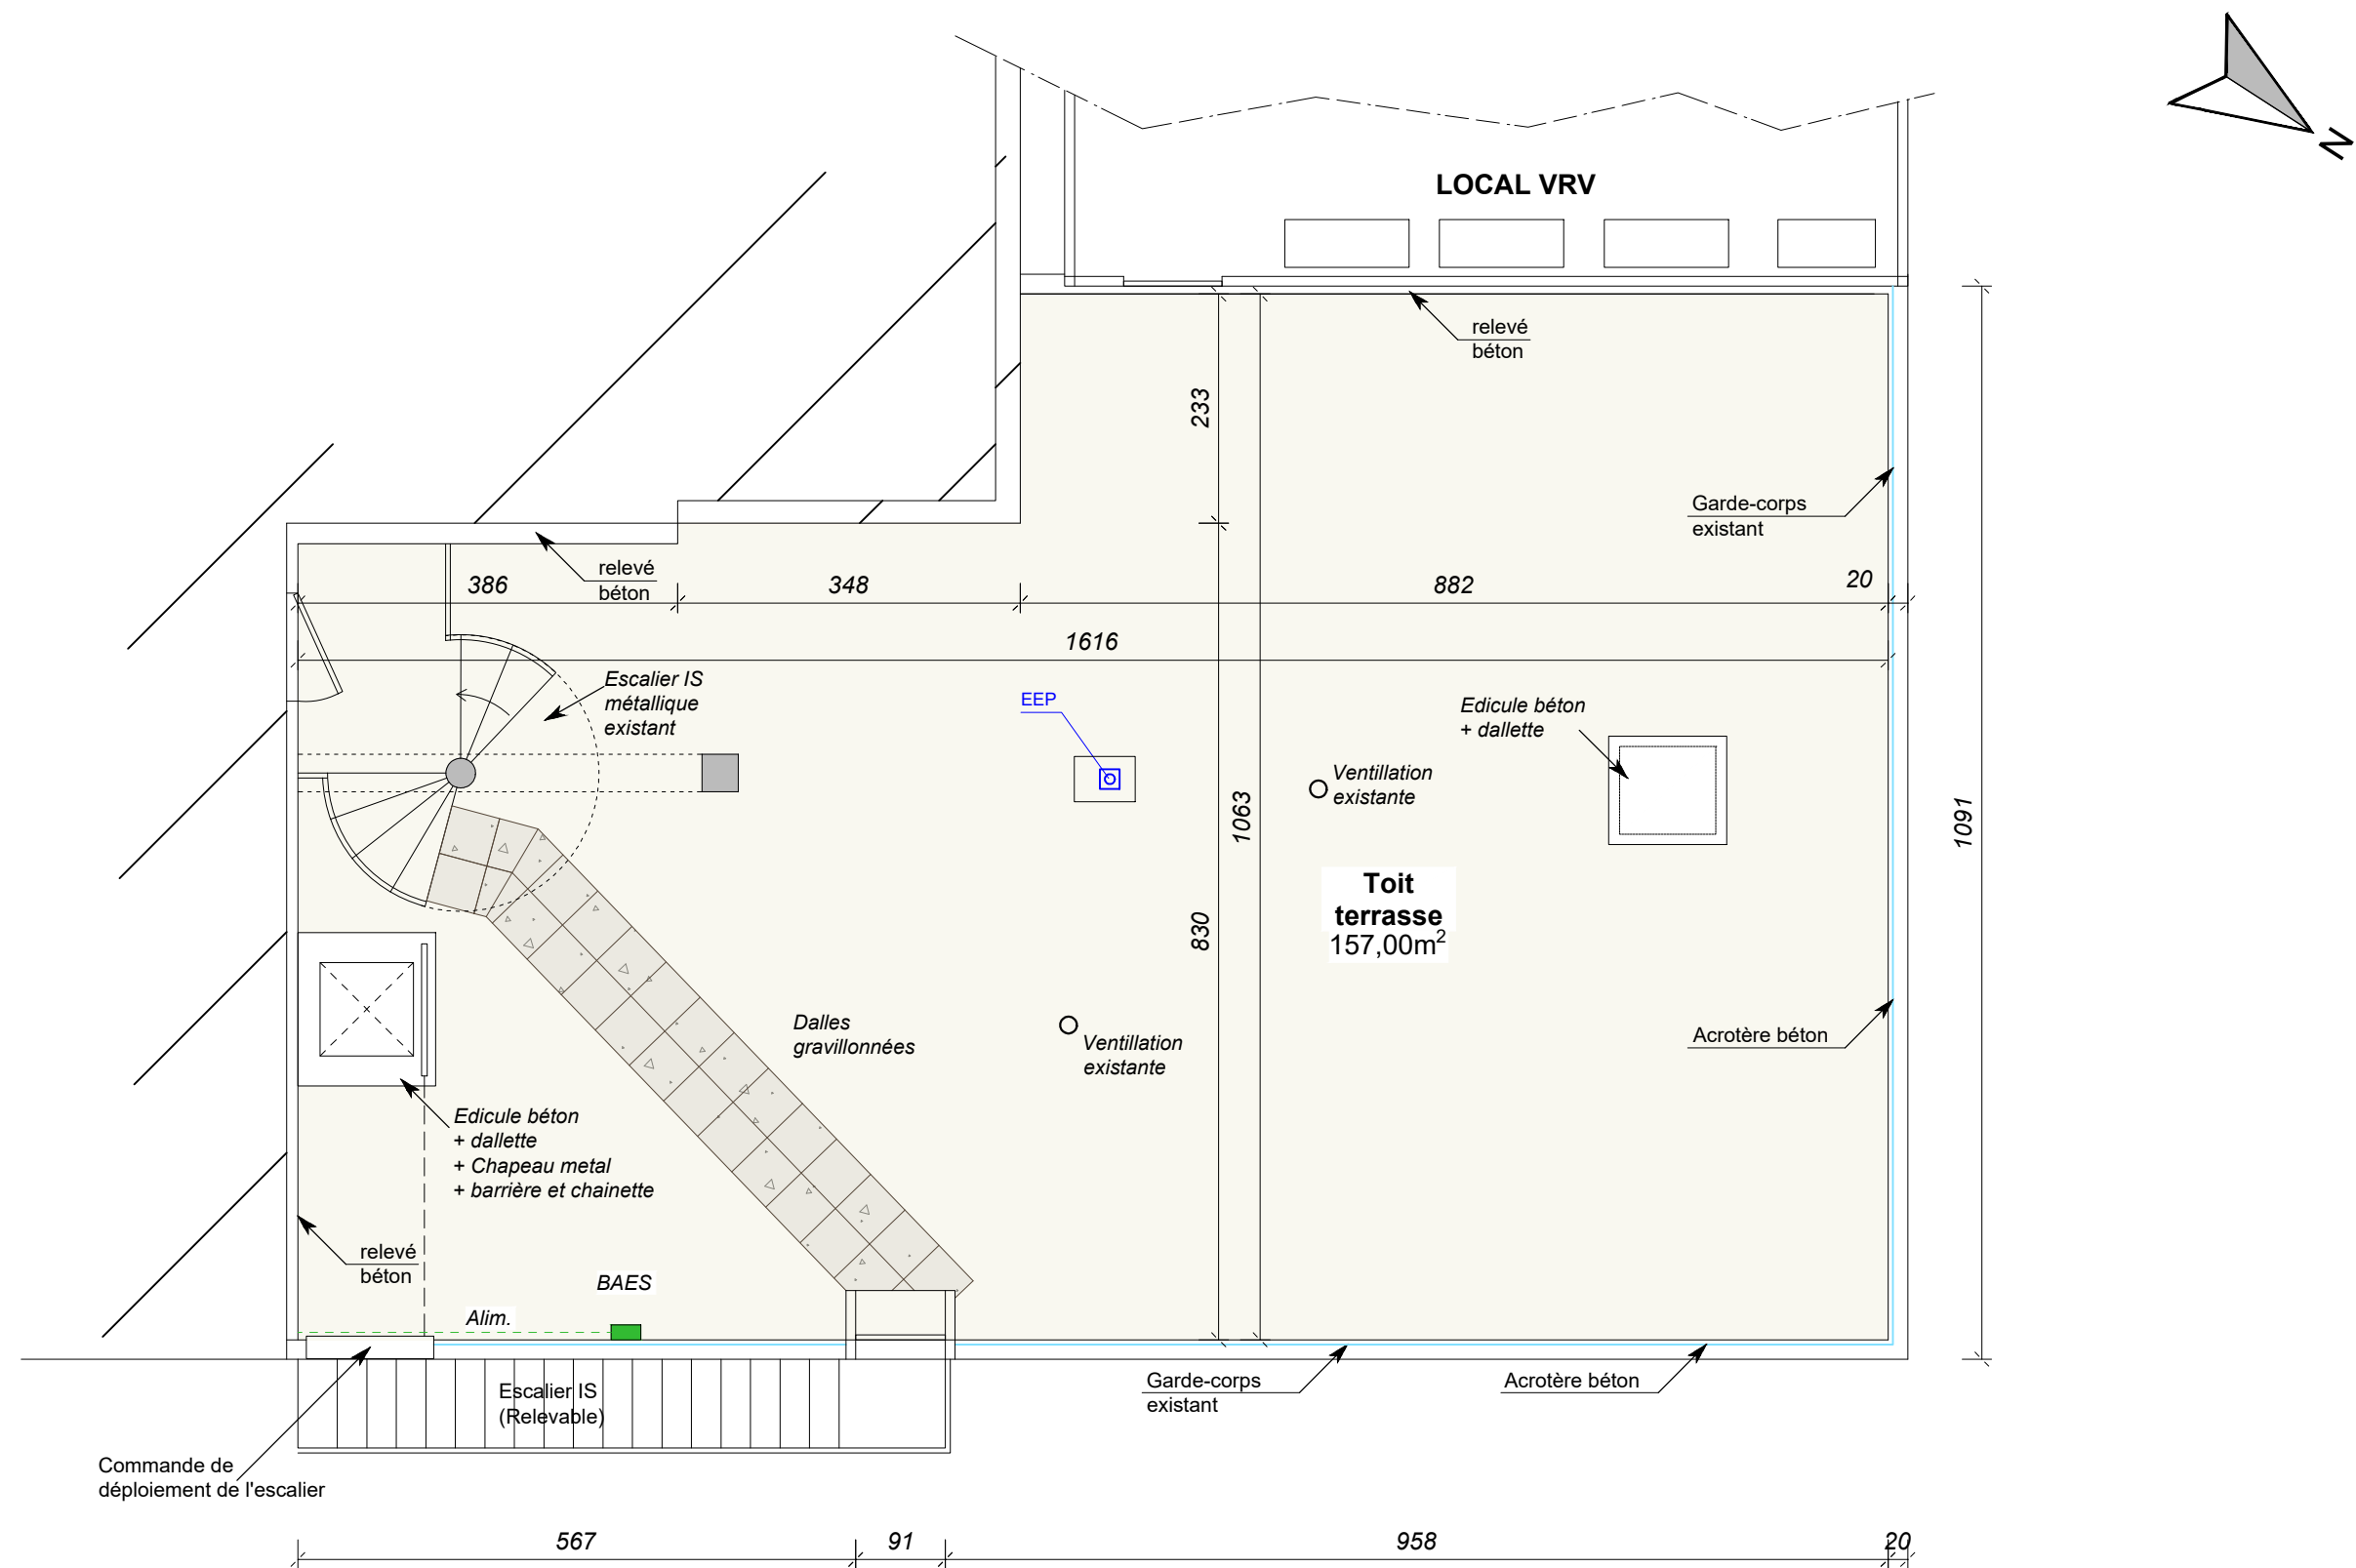 N
LOCAL VRV
relevé
béton
233
Garde-corps
existant
relevé
béton
386
348
882
20
1616
Escalier IS
métallique
existant
EEP
Edicule béton
+ dallette
Ventillation
existante
1063
1091
Toit
terrasse
157,00m²
830
Dalles
gravillonnées
Ventillation
existante
Acrotère béton
Edicule béton
+ dallette
+ Chapeau metal
+ barrière et chainette
relevé
béton
BAES
Alim.
Escalier IS
(Relevable)
Garde-corps
existant
Acrotère béton
Commande de
déploiement de l'escalier
567
91
958
20